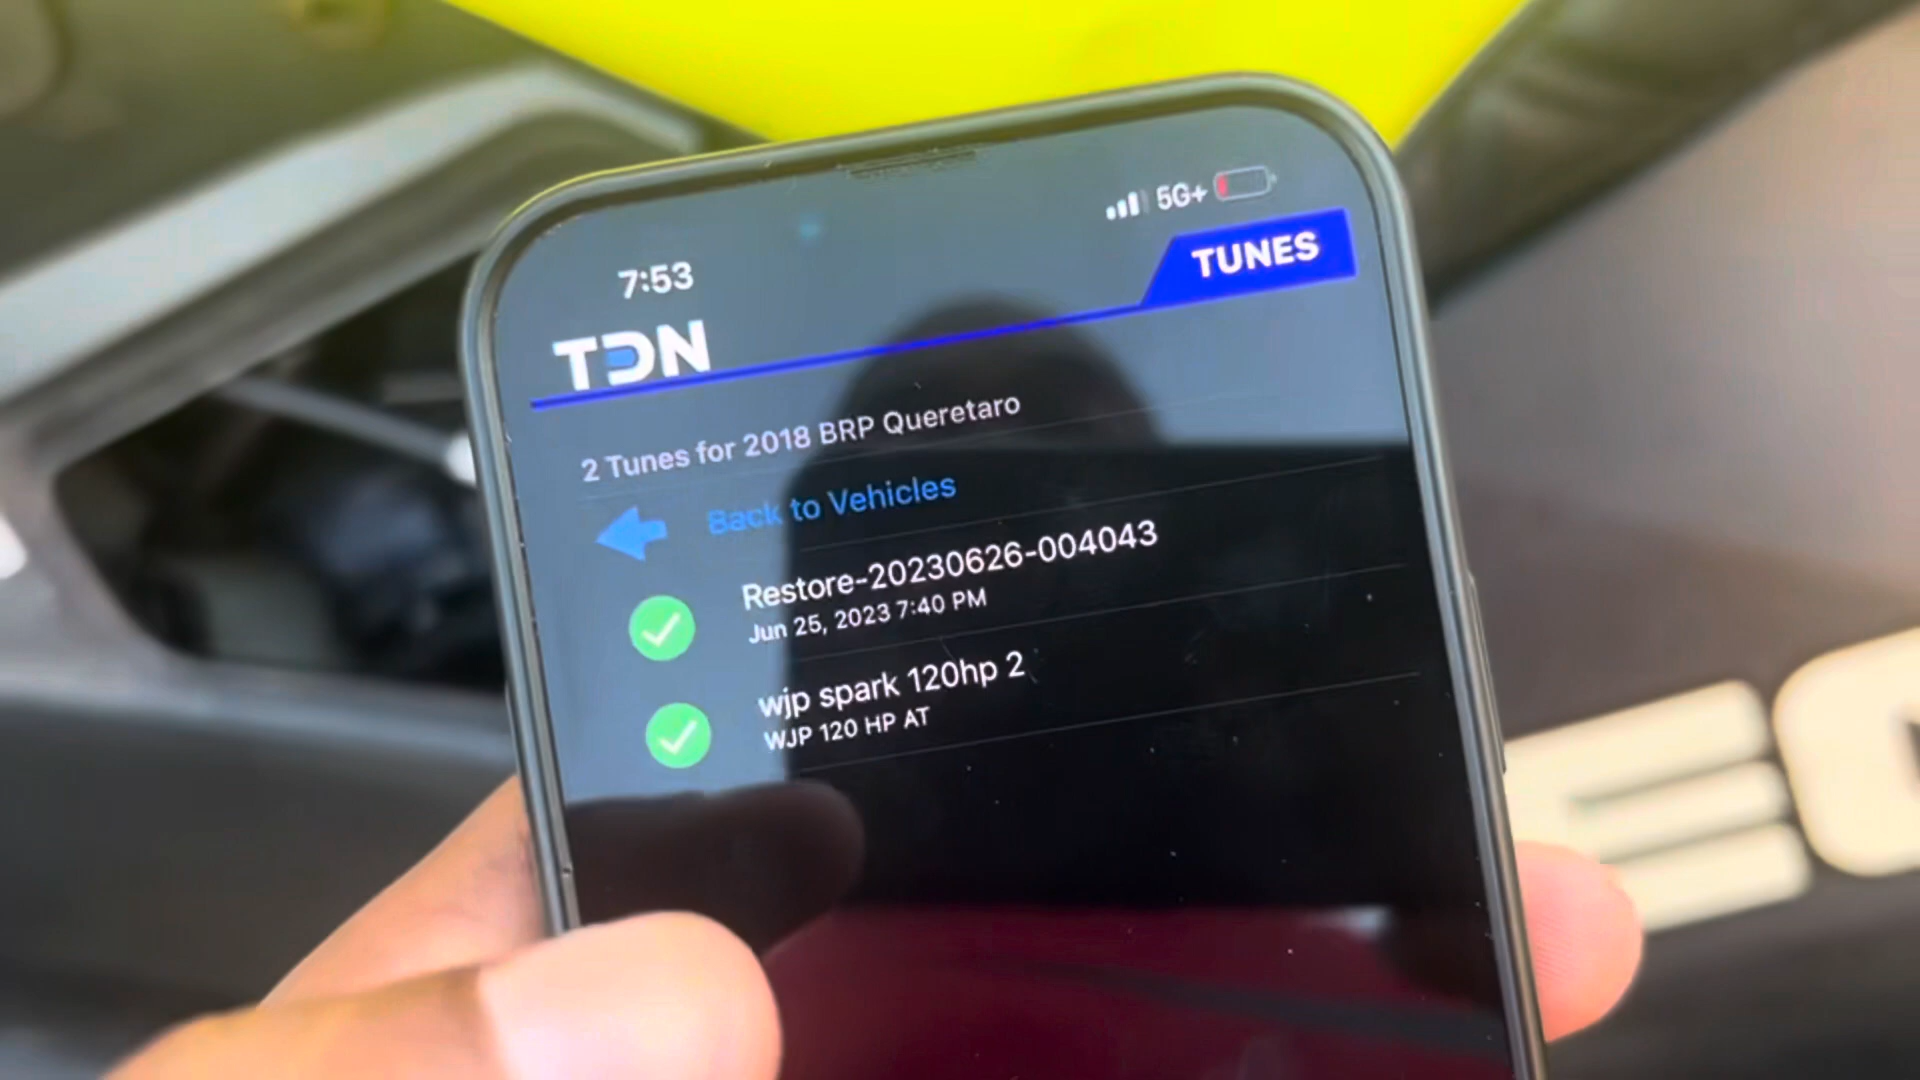 7:53
5G+
TUNES
TDN
2 Tunes for 2018 BRP Queretaro
Back to Vehicles
Restore-20230626-004043
Jun 25, 2023 7:40 PM
wjp spark 120hp 2
WJP 120 HP AT